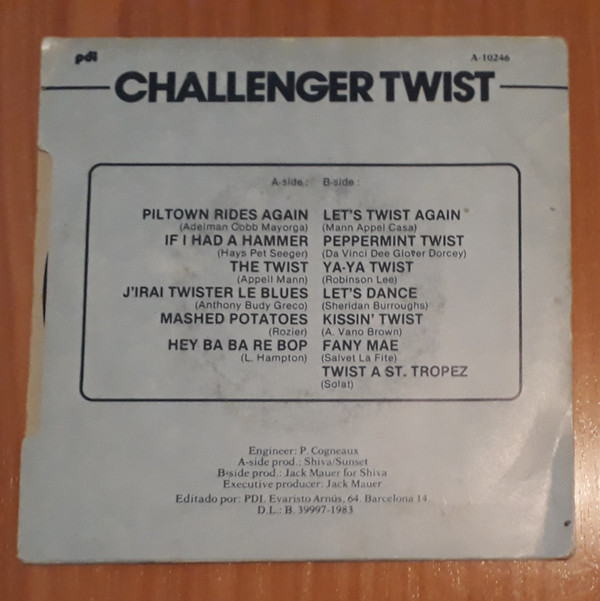 pdi
A-10246
CHALLENGER TWIST
A-side :
PILTOWN RIDES AGAIN
(Adelman Cobb Mayorga)
IF I HAD A HAMMER
(Hays Pet Seeger)
THE TWIST
(Appell Mann)
J'IRAI TWISTER LE BLUES
(Anthony Budy Greco)
MASHED POTATOES
(Rozier)
HEY BA BA RE BOP
(L. Hampton)
B-side :
LET'S TWIST AGAIN
(Mann Appel Casa)
PEPPERMINT TWIST
(Da Vinci Dee Glover Dorcey)
YA-YA TWIST
(Robinson Lee)
LET'S DANCE
(Sheridan Burroughs)
KISSIN' TWIST
(A. Vano Brown)
FANY MAE
(Salvet La Fite)
TWIST A ST. TROPEZ
(Solat)
Engineer: P. Cogneaux
A-side prod.: Shiva/Sunset
B-side prod.: Jack Mauer for Shiva
Executive producer: Jack Mauer
Editado por: PDI. Evaristo Arnús, 64. Barcelona 14.
D.L.: B. 39997-1983